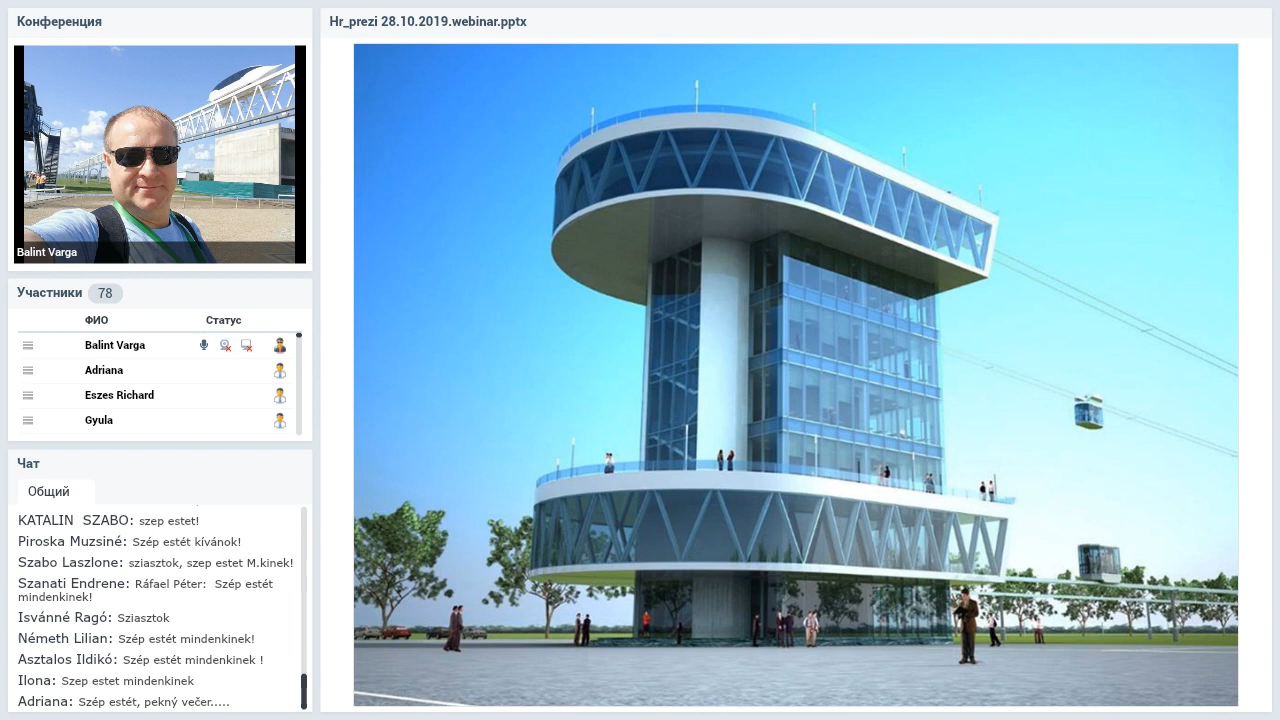 Конференция
Balint Varga
Участники 78
ФИО Статус
Balint Varga
Adriana
Eszes Richard
Gyula
Чат
Общий
KATALIN SZABO: szep estet!
Piroska Muzsiné: Szép estét kívánok!
Szabo Laszlone: sziasztok, szep estet M.kinek!
Szanati Endrene: Ráfael Péter: Szép estét
mindenkinek!
Isvánné Ragó: Sziasztok
Németh Lilian: Szép estét mindenkinek!
Asztalos Ildikó: Szép estét mindenkinek !
Ilona: Szep estet mindenkinek
Adriana: Szép estét, pekný večer.....
Hr_prezi 28.10.2019.webinar.pptx